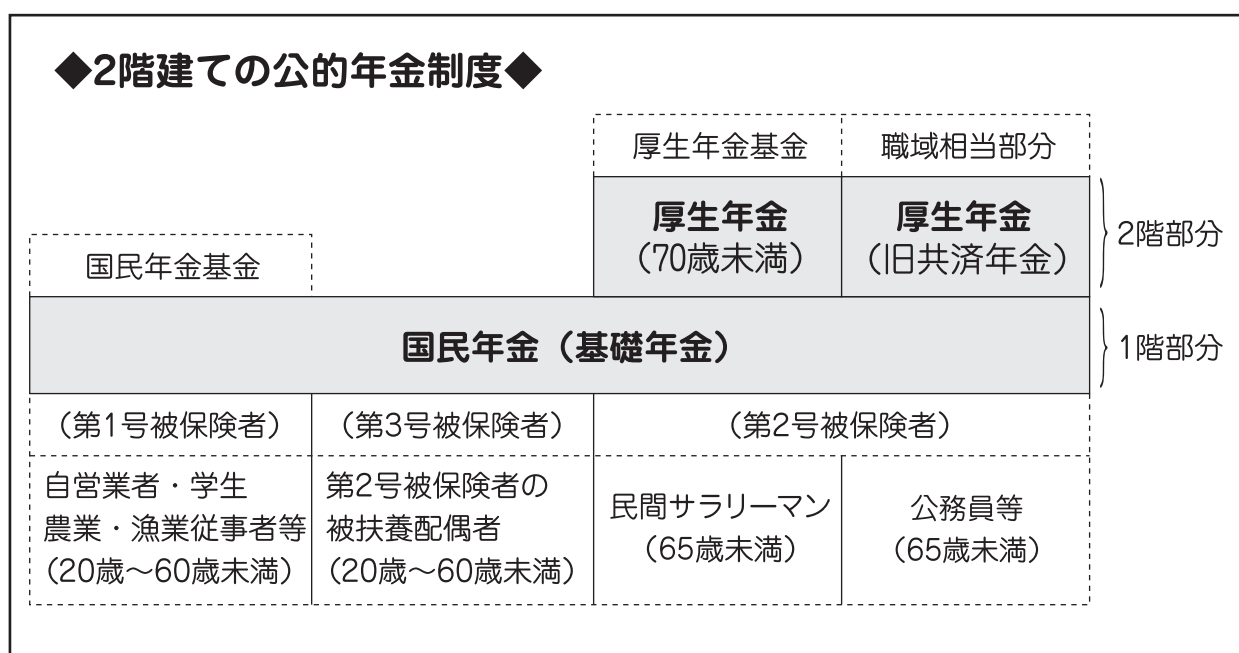 ◆2階建ての公的年金制度◆
厚生年金基金
職域相当部分
厚生年金
(70歳未満)
厚生年金
(旧共済年金)
2階部分
国民年金基金
国民年金(基礎年金)
1階部分
(第1号被保険者)
(第3号被保険者)
(第2号被保険者)
自営業者・学生
農業・漁業従事者等
(20歳〜60歳未満)
第2号被保険者の
被扶養配偶者
(20歳〜60歳未満)
民間サラリーマン
(65歳未満)
公務員等
(65歳未満)